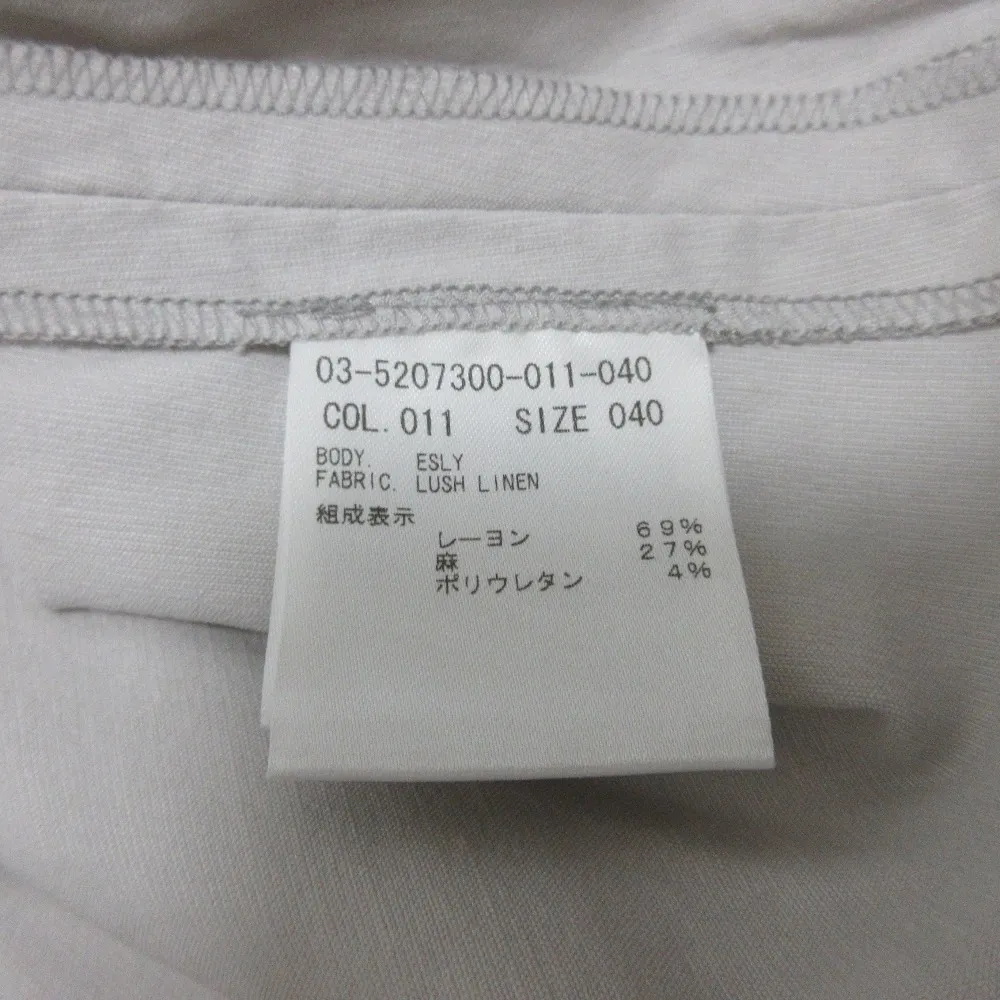 03-5207300-011-040
COL. 011 SIZE 040
BODY. ESLY
FABRIC. LUSH LINEN
組成表示
レーヨン 69%
麻 27%
ポリウレタン 4%